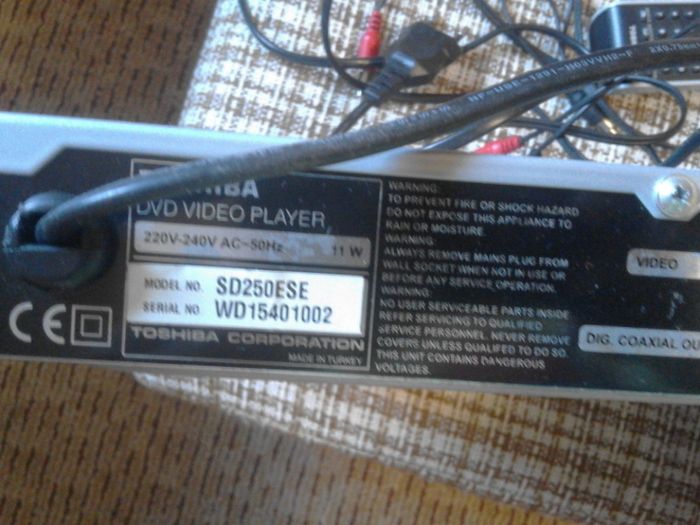 TOSHIBA
DVD VIDEO PLAYER
220V-240V AC~50Hz 11 W
MODEL NO. SD250ESE
SERIAL NO. WD15401002
CE
TOSHIBA CORPORATION
MADE IN TURKEY
WARNING:
TO PREVENT FIRE OR SHOCK HAZARD
DO NOT EXPOSE THIS APPLIANCE TO
RAIN OR MOISTURE.
WARNING:
ALWAYS REMOVE MAINS PLUG FROM
WALL SOCKET WHEN NOT IN USE OR
BEFORE ANY SERVICE OPERATION.
WARNING:
NO USER SERVICEABLE PARTS INSIDE
REFER SERVICING TO QUALIFIED
SERVICE PERSONNEL. NEVER REMOVE
COVERS UNLESS QUALIFIED TO DO SO.
THIS UNIT CONTAINS DANGEROUS
VOLTAGES.
VIDEO
DIG. COAXIAL OU